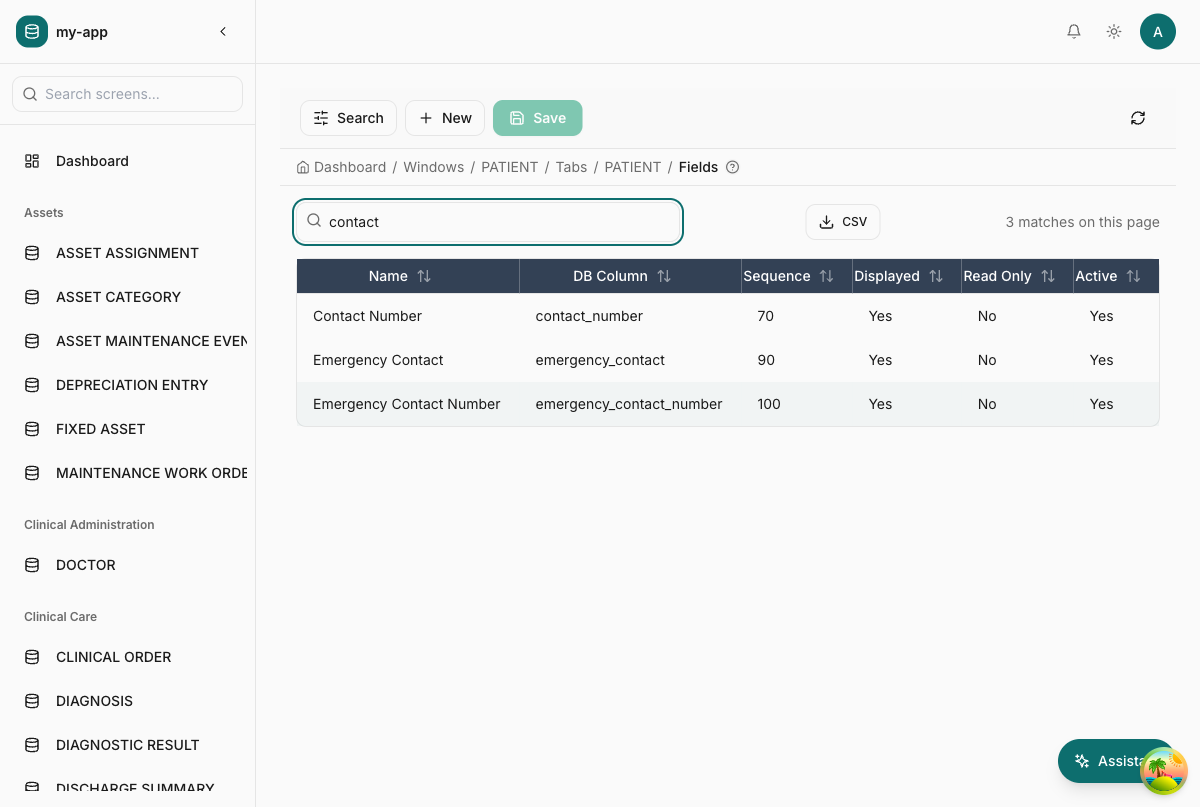 my-app
A
Search screens...
Search
New
Save
Dashboard
Dashboard / Windows / PATIENT / Tabs / PATIENT / Fields
Assets
contact
CSV
3 matches on this page
ASSET ASSIGNMENT
Name DB Column Sequence Displayed Read Only Active
ASSET CATEGORY
Contact Number contact_number 70 Yes No Yes
ASSET MAINTENANCE EVEN
Emergency Contact emergency_contact 90 Yes No Yes
DEPRECIATION ENTRY
Emergency Contact Number emergency_contact_number 100 Yes No Yes
FIXED ASSET
MAINTENANCE WORK ORDE
Clinical Administration
DOCTOR
Clinical Care
CLINICAL ORDER
DIAGNOSIS
DIAGNOSTIC RESULT
DISCHARGE SUMMARY
Assista